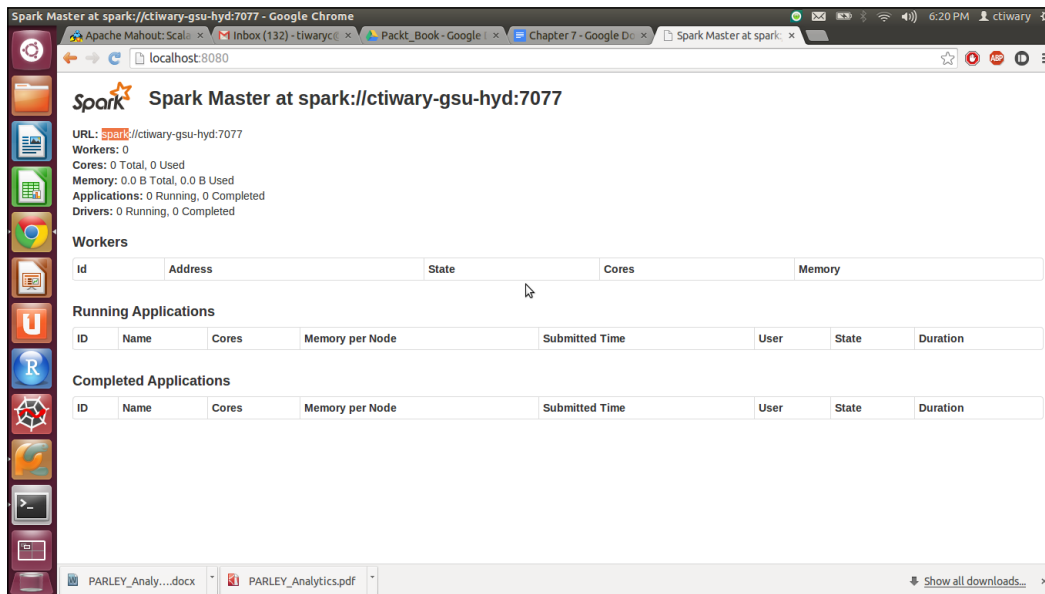 Spark Master at spark://ctiwary-gsu-hyd:7077 - Google Chrome
6:20 PM ctiwary
Apache Mahout: Scala × Inbox (132) - tiwaryc@ × Packt_Book - Google × Chapter 7 - Google Do × Spark Master at spark: ×
localhost:8080
ABP
Spark Spark Master at spark://ctiwary-gsu-hyd:7077
URL: spark://ctiwary-gsu-hyd:7077
Workers: 0
Cores: 0 Total, 0 Used
Memory: 0.0 B Total, 0.0 B Used
Applications: 0 Running, 0 Completed
Drivers: 0 Running, 0 Completed
Workers
Id Address State Cores Memory
Running Applications
ID Name Cores Memory per Node Submitted Time User State Duration
Completed Applications
ID Name Cores Memory per Node Submitted Time User State Duration
PARLEY_Analy....docx PARLEY_Analytics.pdf Show all downloads... ×